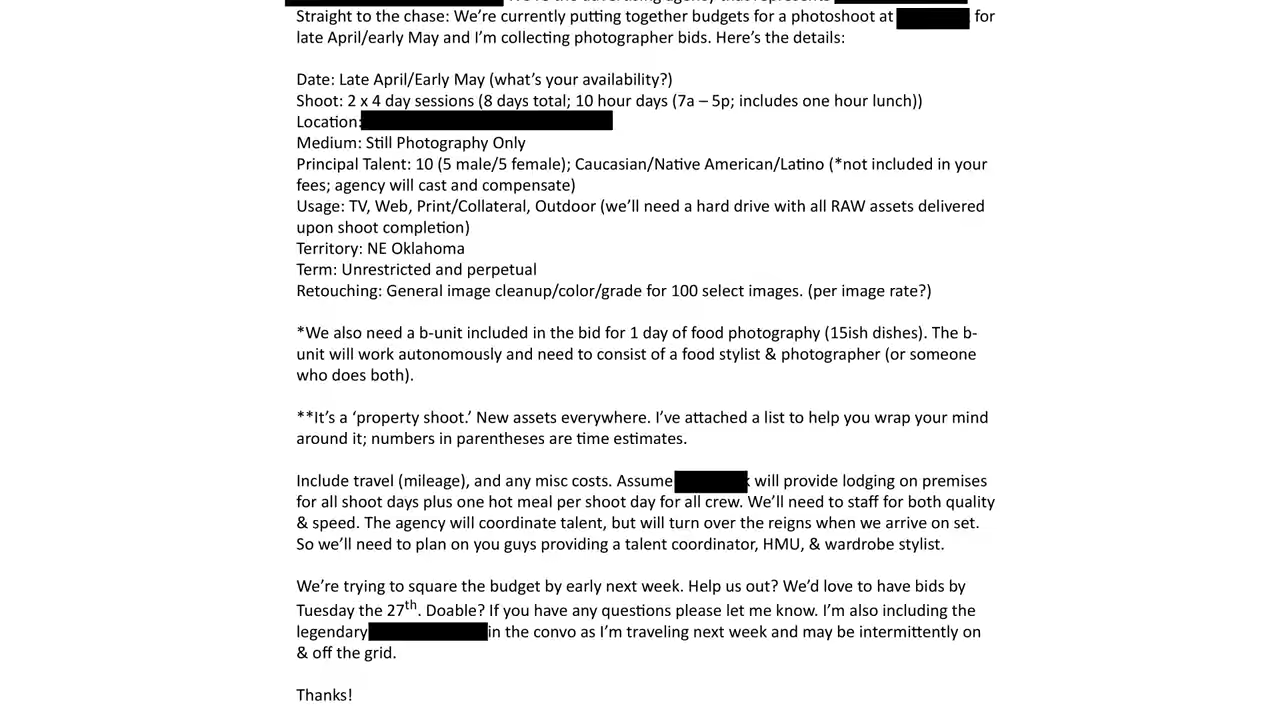 We're the advertising agency that represents
Straight to the chase: We're currently putting together budgets for a photoshoot at for
late April/early May and I'm collecting photographer bids. Here's the details:
Date: Late April/Early May (what's your availability?)
Shoot: 2 x 4 day sessions (8 days total; 10 hour days (7a – 5p; includes one hour lunch))
Location:
Medium: Still Photography Only
Principal Talent: 10 (5 male/5 female); Caucasian/Native American/Latino (*not included in your
fees; agency will cast and compensate)
Usage: TV, Web, Print/Collateral, Outdoor (we'll need a hard drive with all RAW assets delivered
upon shoot completion)
Territory: NE Oklahoma
Term: Unrestricted and perpetual
Retouching: General image cleanup/color/grade for 100 select images. (per image rate?)
*We also need a b-unit included in the bid for 1 day of food photography (15ish dishes). The b-
unit will work autonomously and need to consist of a food stylist & photographer (or someone
who does both).
**It's a ‘property shoot.’ New assets everywhere. I've attached a list to help you wrap your mind
around it; numbers in parentheses are time estimates.
Include travel (mileage), and any misc costs. Assume will provide lodging on premises
for all shoot days plus one hot meal per shoot day for all crew. We'll need to staff for both quality
& speed. The agency will coordinate talent, but will turn over the reigns when we arrive on set.
So we'll need to plan on you guys providing a talent coordinator, HMU, & wardrobe stylist.
We're trying to square the budget by early next week. Help us out? We'd love to have bids by
Tuesday the 27th. Doable? If you have any questions please let me know. I'm also including the
legendary in the convo as I'm traveling next week and may be intermittently on
& off the grid.
Thanks!